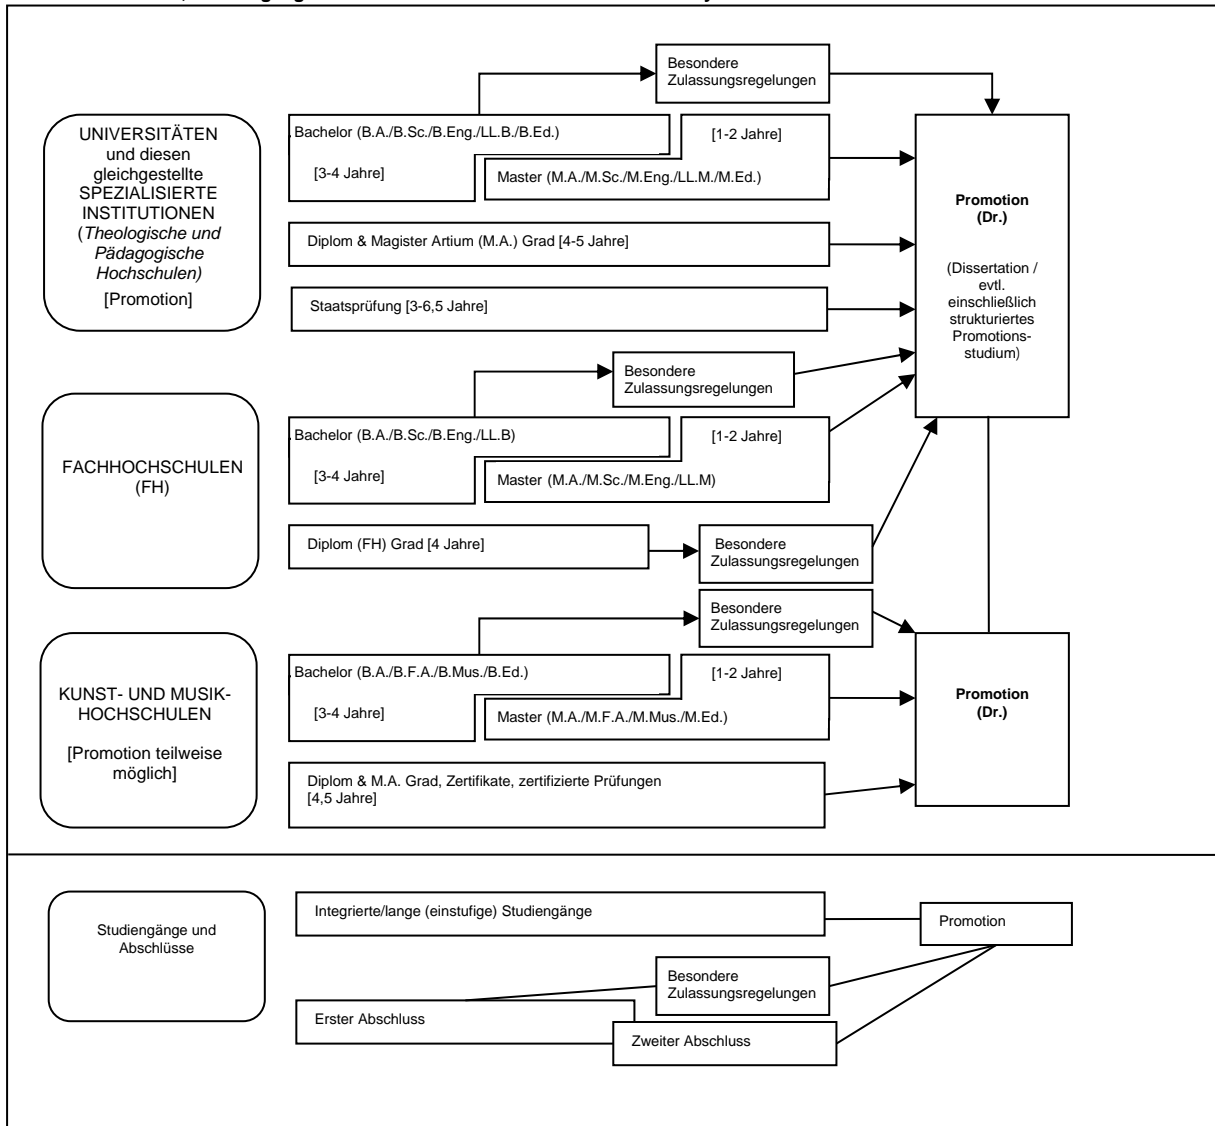 Besondere
Zulassungsregelungen
UNIVERSITÄTEN
und diesen
gleichgestellte
SPEZIALISIERTE
INSTITUTIONEN
(Theologische und
Pädagogische
Hochschulen)
[Promotion]
Bachelor (B.A./B.Sc./B.Eng./LL.B./B.Ed.)
[3-4 Jahre]
[1-2 Jahre]
Master (M.A./M.Sc./M.Eng./LL.M./M.Ed.)
Diplom & Magister Artium (M.A.) Grad [4-5 Jahre]
Staatsprüfung [3-6,5 Jahre]
Promotion
(Dr.)
(Dissertation /
evtl.
einschließlich
strukturiertes
Promotions-
studium)
FACHHOCHSCHULEN
(FH)
Besondere
Zulassungsregelungen
Bachelor (B.A./B.Sc./B.Eng./LL.B)
[3-4 Jahre]
[1-2 Jahre]
Master (M.A./M.Sc./M.Eng./LL.M)
Diplom (FH) Grad [4 Jahre]
Besondere
Zulassungsregelungen
KUNST- UND MUSIK-
HOCHSCHULEN
[Promotion teilweise
möglich]
Besondere
Zulassungsregelungen
Bachelor (B.A./B.F.A./B.Mus./B.Ed.)
[3-4 Jahre]
[1-2 Jahre]
Master (M.A./M.F.A./M.Mus./M.Ed.)
Diplom & M.A. Grad, Zertifikate, zertifizierte Prüfungen
[4,5 Jahre]
Promotion
(Dr.)
Studiengänge und
Abschlüsse
Integrierte/lange (einstufige) Studiengänge
Promotion
Besondere
Zulassungsregelungen
Erster Abschluss
Zweiter Abschluss